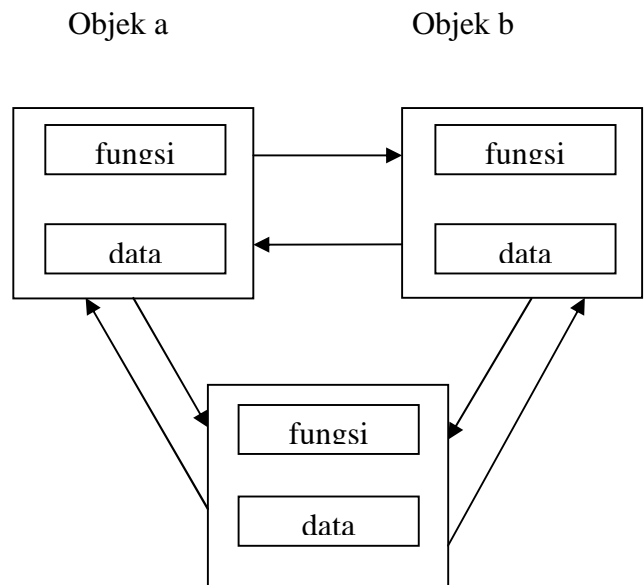 Objek a Objek b
fungsi fungsi
data data
fungsi
data